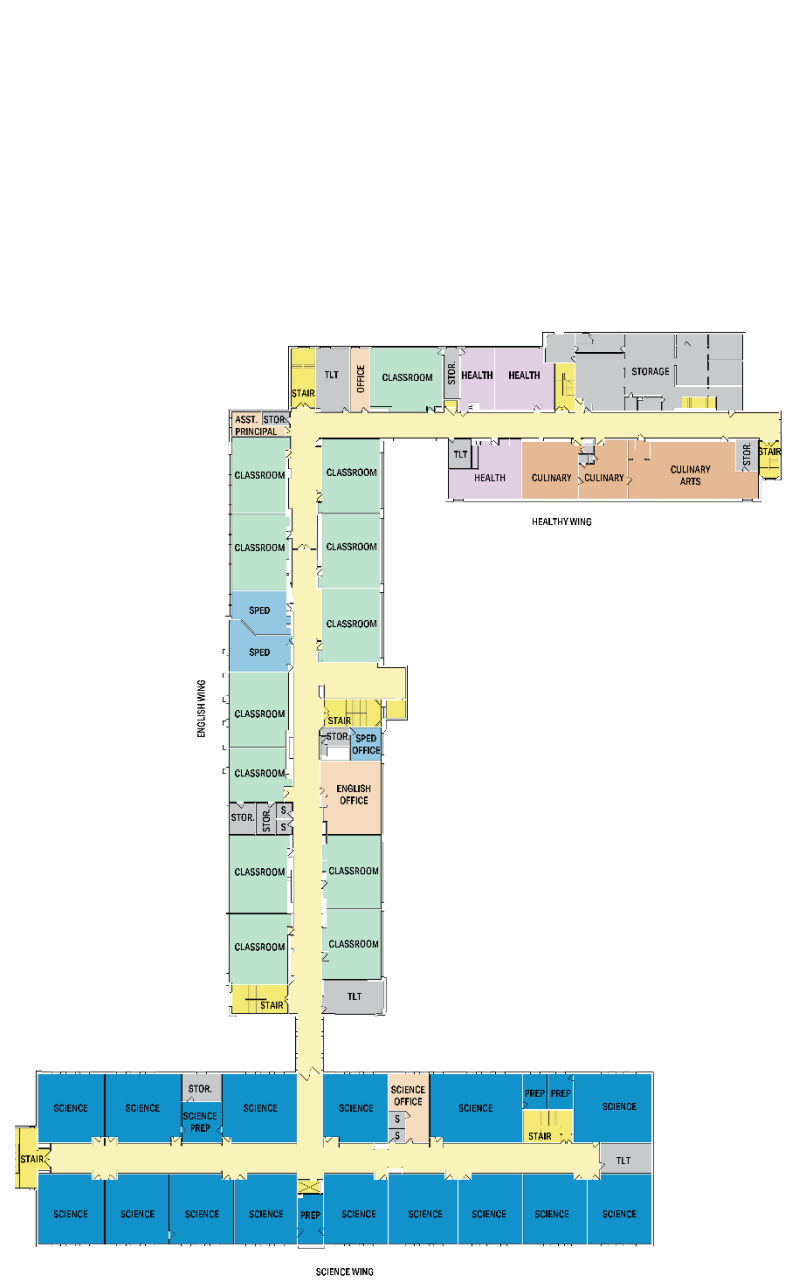 STORAGE
TLT
OFFICE
CLASSROOM
STOR.
HEALTH
HEALTH
STAIR
ASST.
PRINCIPAL
STOR.
TLT
HEALTH
CULINARY
CULINARY
CULINARY
ARTS
STOR.
STAIR
HEALTHY WING
CLASSROOM
CLASSROOM
CLASSROOM
CLASSROOM
SPED
CLASSROOM
SPED
ENGLISH WING
CLASSROOM
STAIR
STOR.
SPED
OFFICE
CLASSROOM
ENGLISH
OFFICE
STOR.
STOR.
S
S
CLASSROOM
CLASSROOM
CLASSROOM
CLASSROOM
STAIR
TLT
SCIENCE
SCIENCE
STOR.
SCIENCE
PREP
SCIENCE
SCIENCE
SCIENCE
OFFICE
S
S
SCIENCE
PREP
PREP
STAIR
SCIENCE
STAIR
TLT
SCIENCE
SCIENCE
SCIENCE
SCIENCE
PREP
SCIENCE
SCIENCE
SCIENCE
SCIENCE
SCIENCE
SCIENCE WING